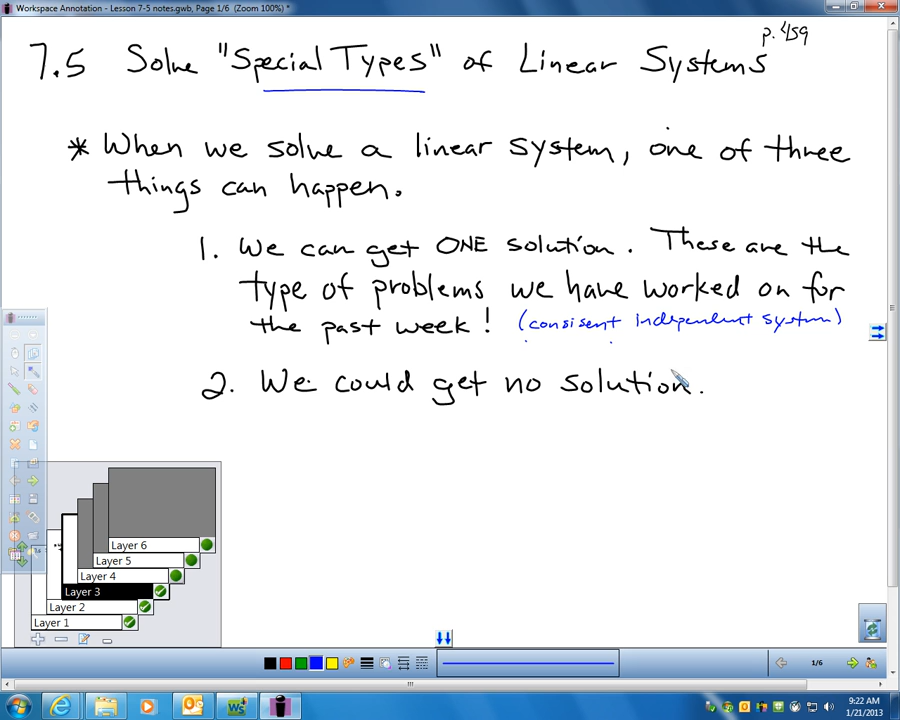 Workspace Annotation - Lesson 7-5 notes.gwb, Page 1/6 (Zoom 100%) *
p. 459
7.5 Solve "Special Types" of Linear Systems
* When we solve a linear system, one of three
things can happen.
1. We can get ONE solution. These are the
type of problems we have worked on for
the past week! (consisent independent system)
2. We could get no solution.
Layer 6
Layer 5
Layer 4
Layer 3
Layer 2
Layer 1
1/6
9:22 AM
1/21/2013